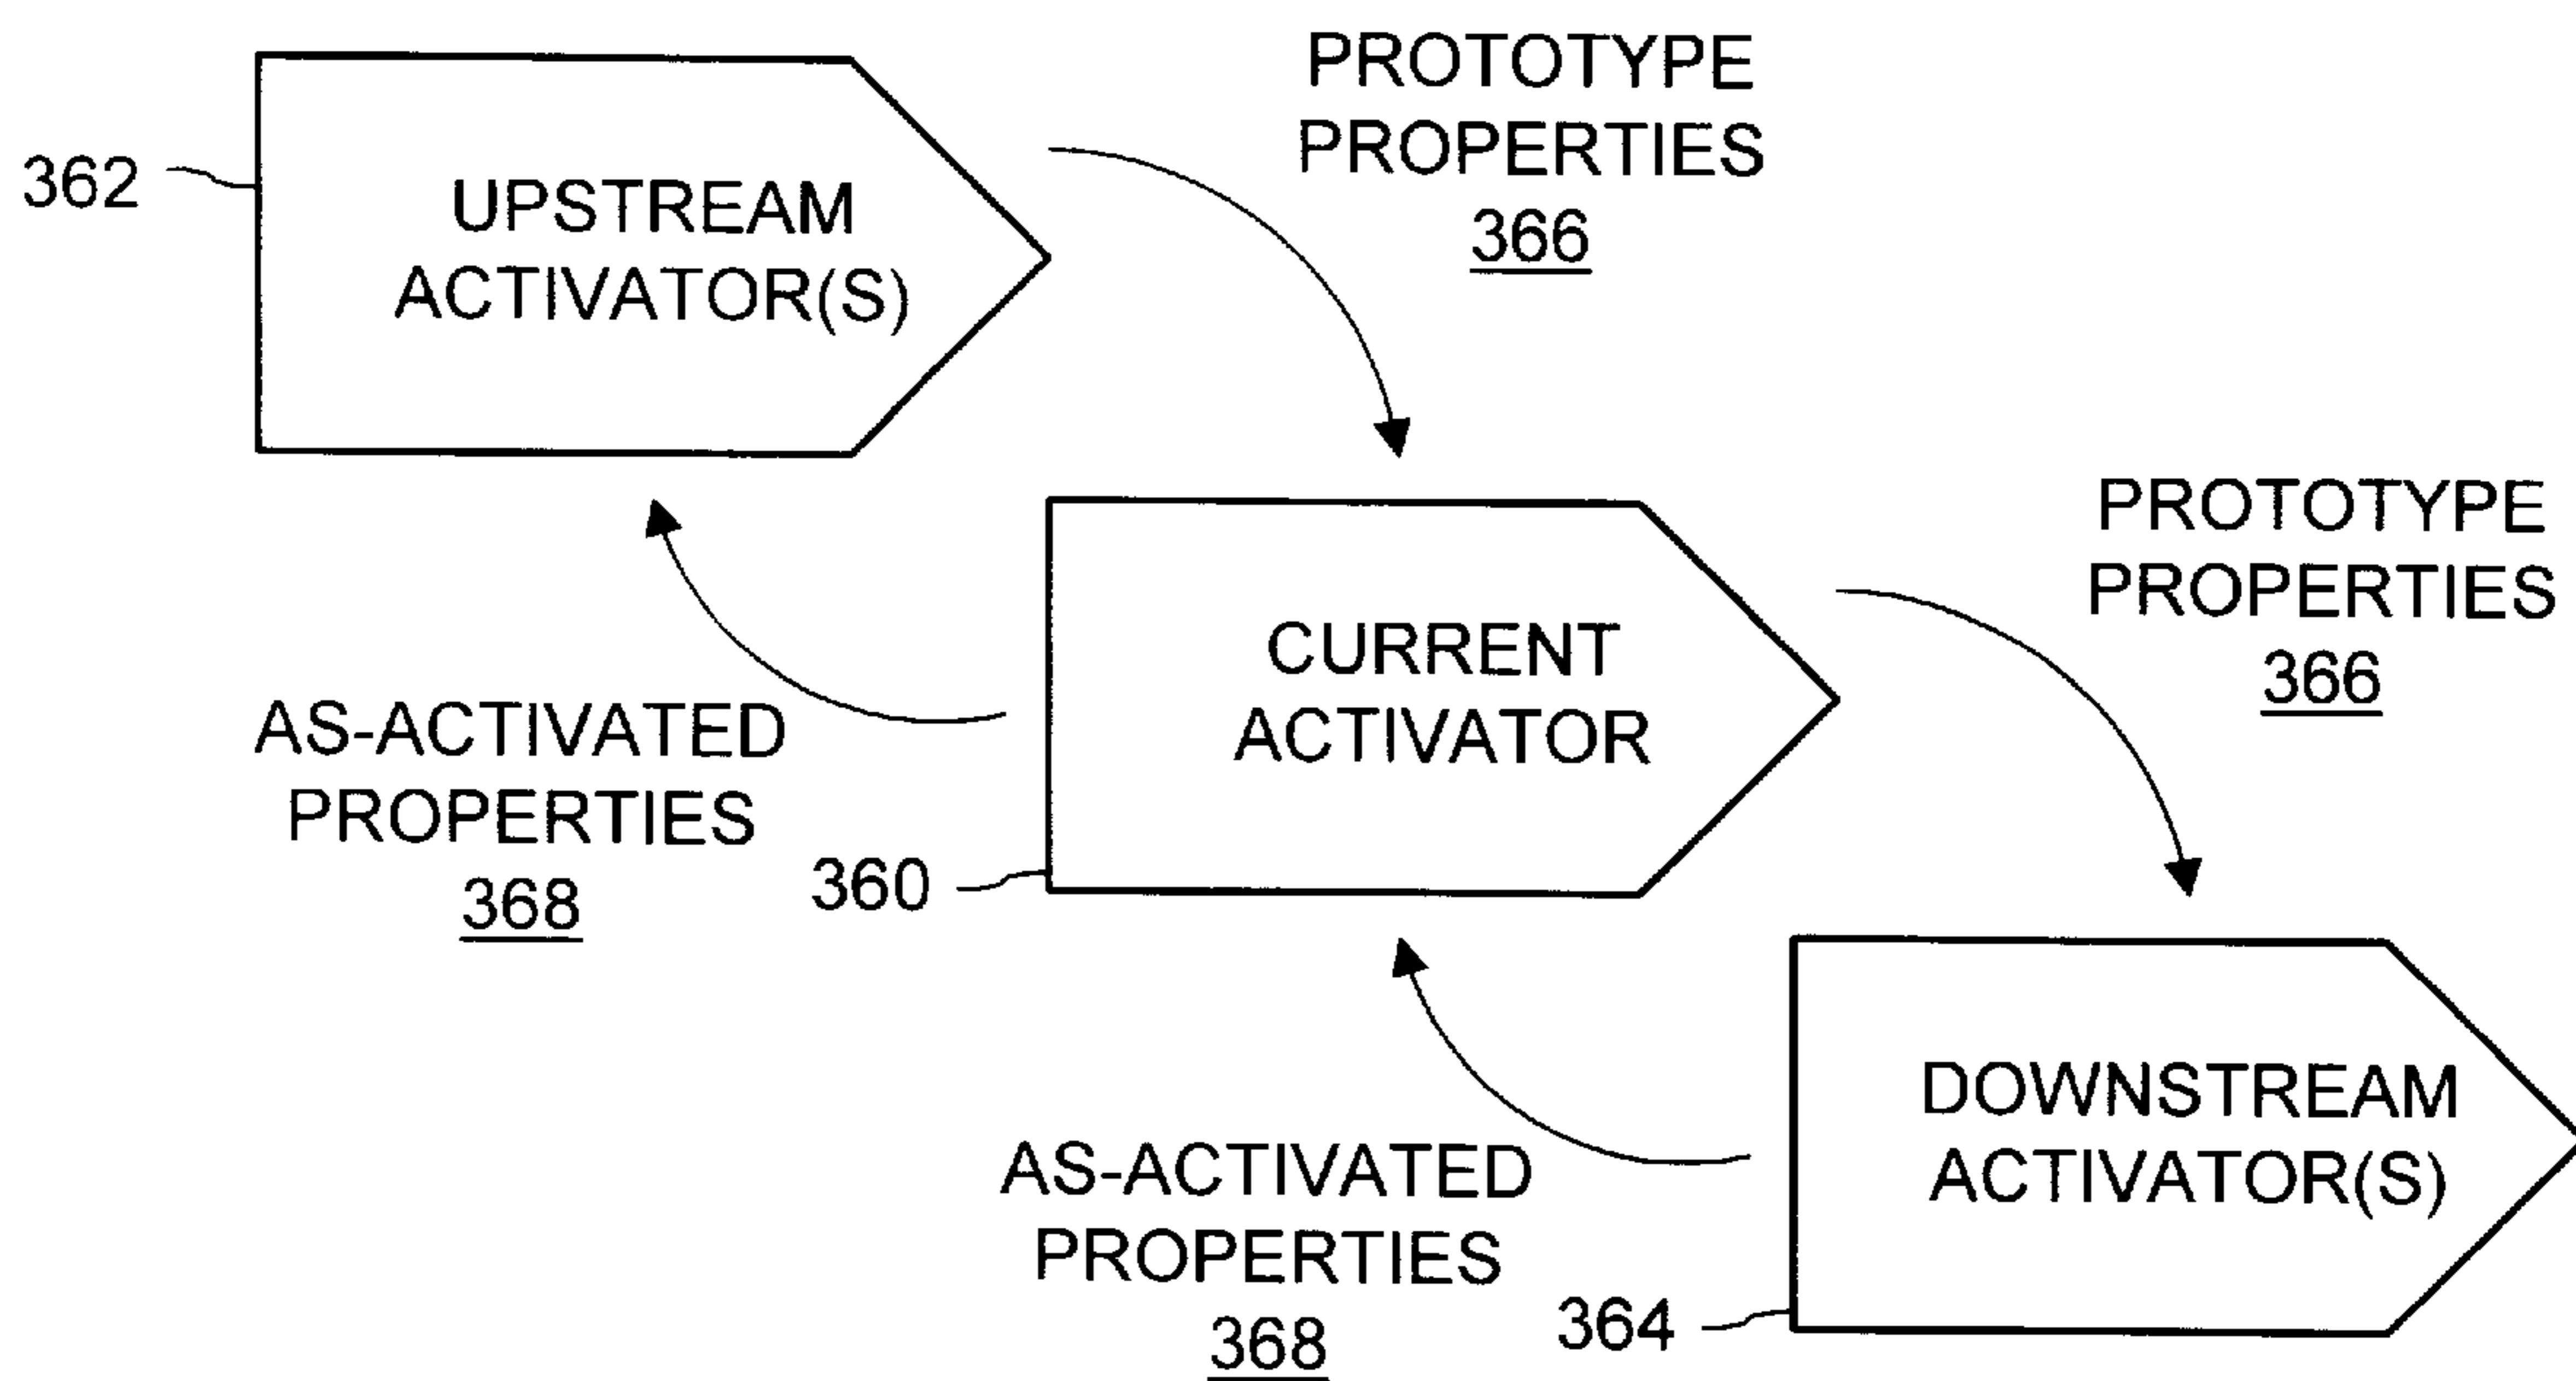 PROTOTYPE
PROPERTIES
366
362
UPSTREAM
ACTIVATOR(S)
PROTOTYPE
PROPERTIES
366
CURRENT
ACTIVATOR
360
AS-ACTIVATED
PROPERTIES
368
DOWNSTREAM
ACTIVATOR(S)
364
AS-ACTIVATED
PROPERTIES
368